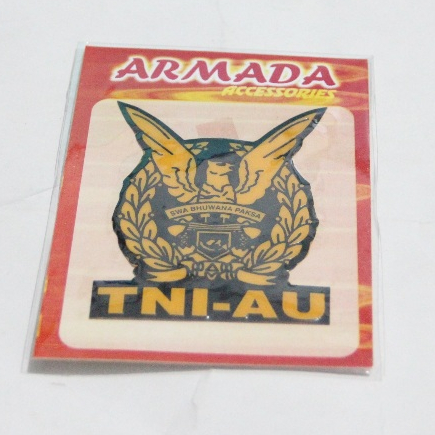 ARMADA
ACCESSORIES
SWA BHUWANA PAKSA
TNI-AU